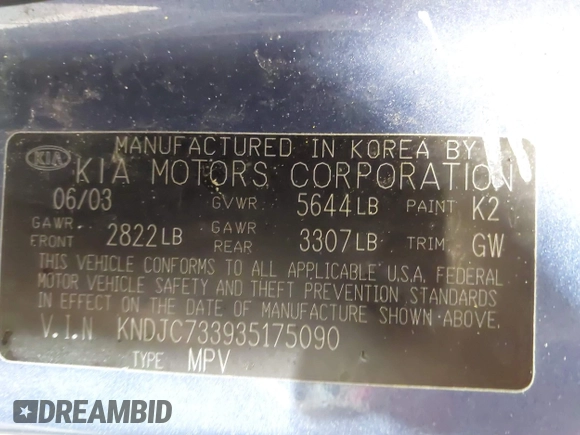 MANUFACTURED IN KOREA BY
KIA KIA MOTORS CORPORATION
06/03 GVWR 5644LB PAINT K2
GAWR FRONT 2822LB GAWR REAR 3307LB TRIM GW
THIS VEHICLE CONFORMS TO ALL APPLICABLE U.S.A. FEDERAL
MOTOR VEHICLE SAFETY AND THEFT PREVENTION STANDARDS
IN EFFECT ON THE DATE OF MANUFACTURE SHOWN ABOVE.
V.I.N KNDJC733935175090
TYPE MPV
DREAMBID